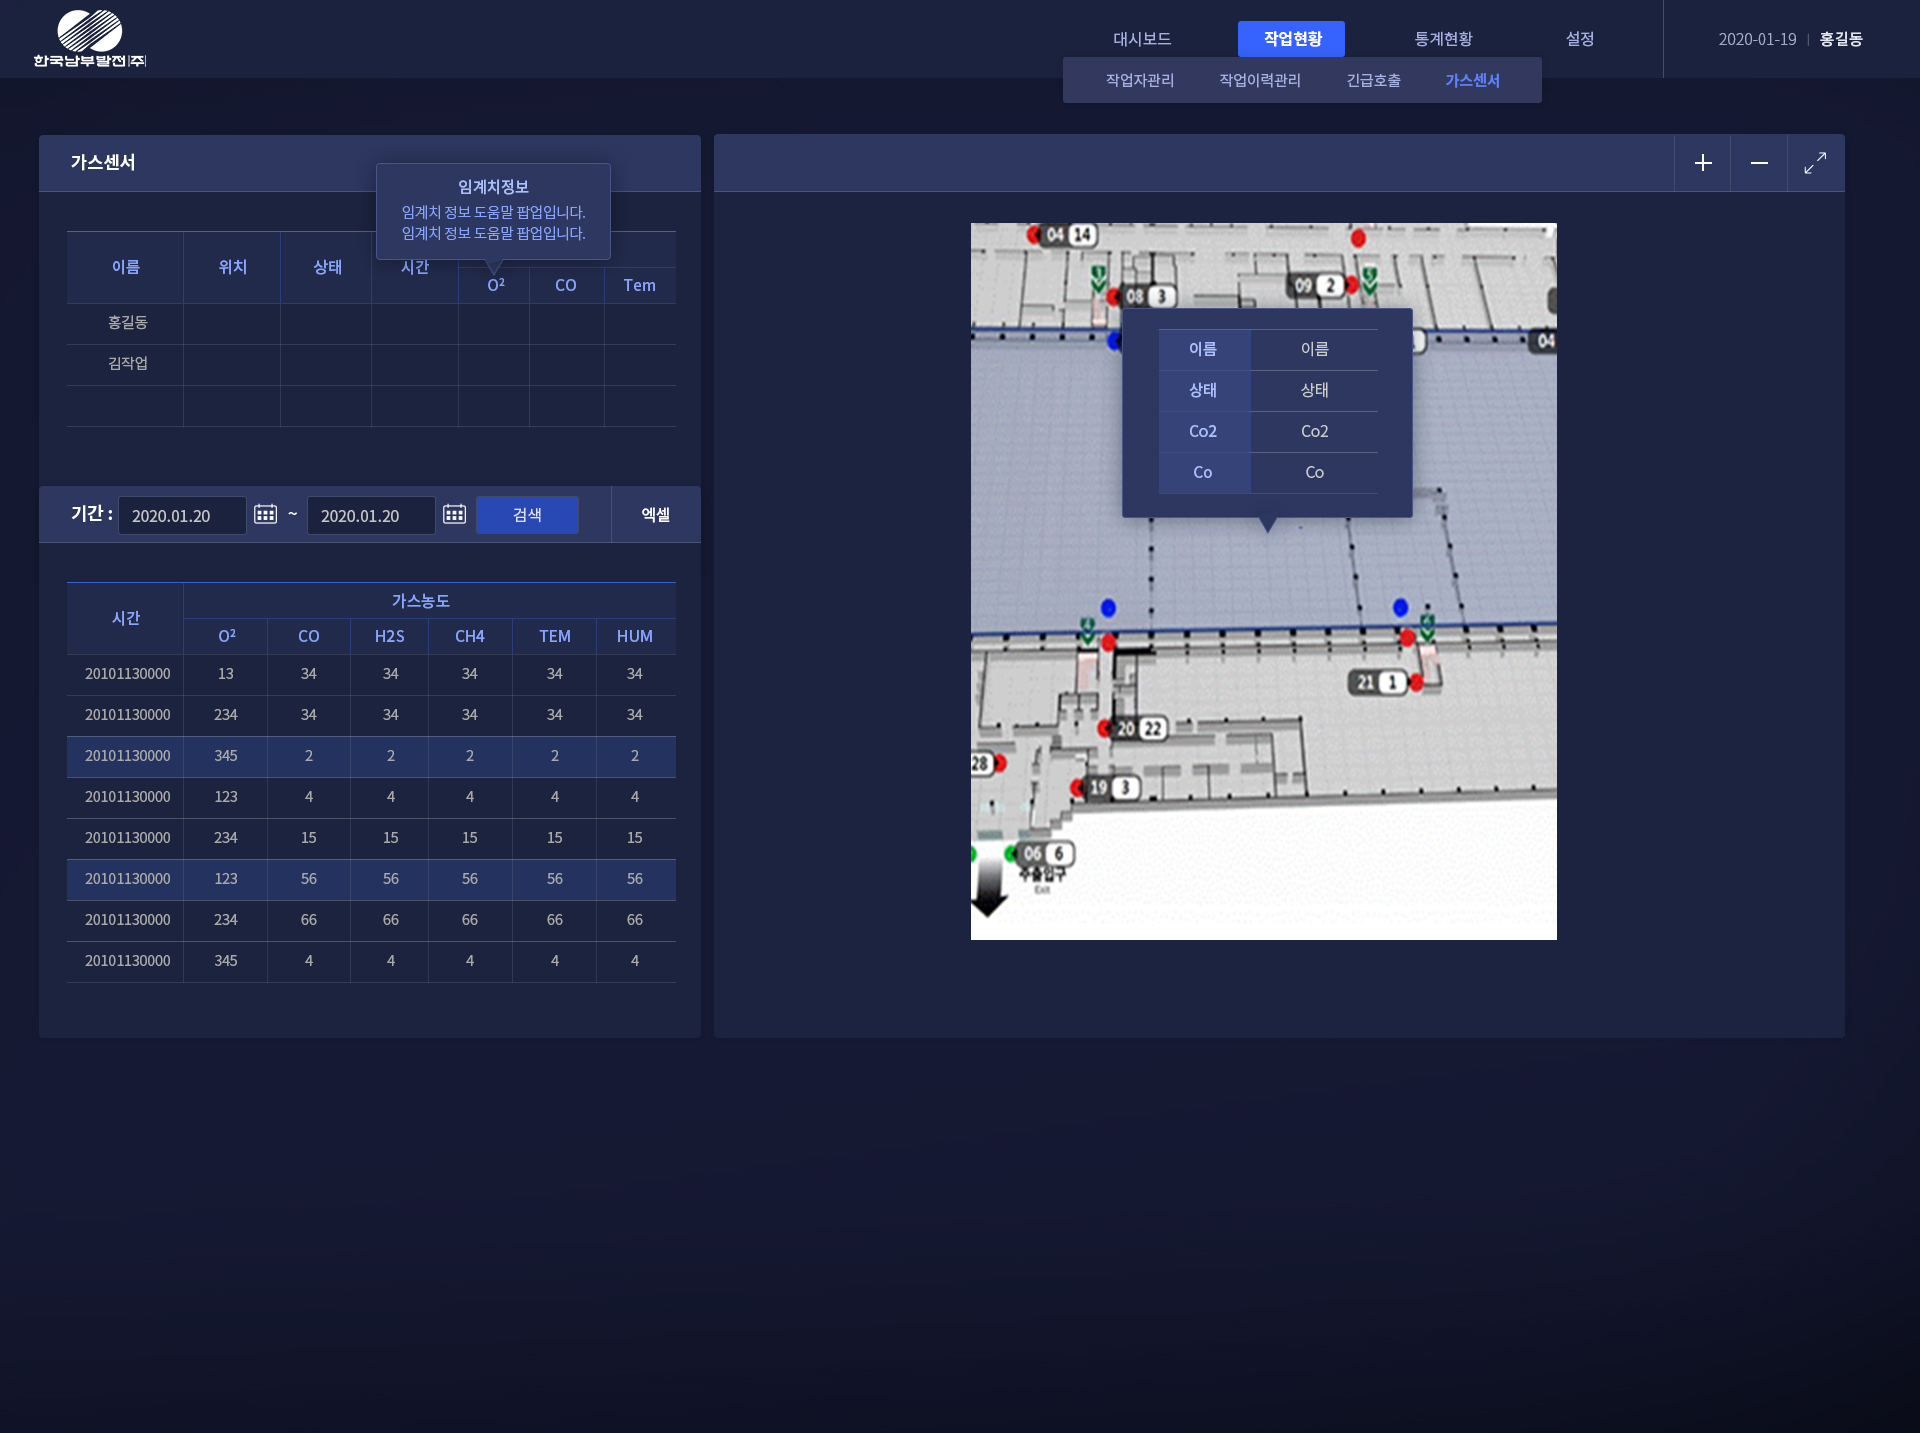 한국남부발전(주)
대시보드 작업현황 통계현황 설정 2020-01-19 홍길동
작업자관리 작업이력관리 긴급호출 가스센서
가스센서
임계치정보
임계치 정보 도움말 팝업입니다.
임계치 정보 도움말 팝업입니다.
이름 위치 상태 시간
O² CO Tem
홍길동
김작업
기간 : 2020.01.20 ~ 2020.01.20 검색 엑셀
시간 가스농도
O² CO H2S CH4 TEM HUM
20101130000 13 34 34 34 34 34
20101130000 234 34 34 34 34 34
20101130000 345 2 2 2 2 2
20101130000 123 4 4 4 4 4
20101130000 234 15 15 15 15 15
20101130000 123 56 56 56 56 56
20101130000 234 66 66 66 66 66
20101130000 345 4 4 4 4 4
04 14
08 3
09 2
04
이름 이름
상태 상태
Co2 Co2
Co Co
21 1
20 22
28
19 3
06 6
주출입구
Exit